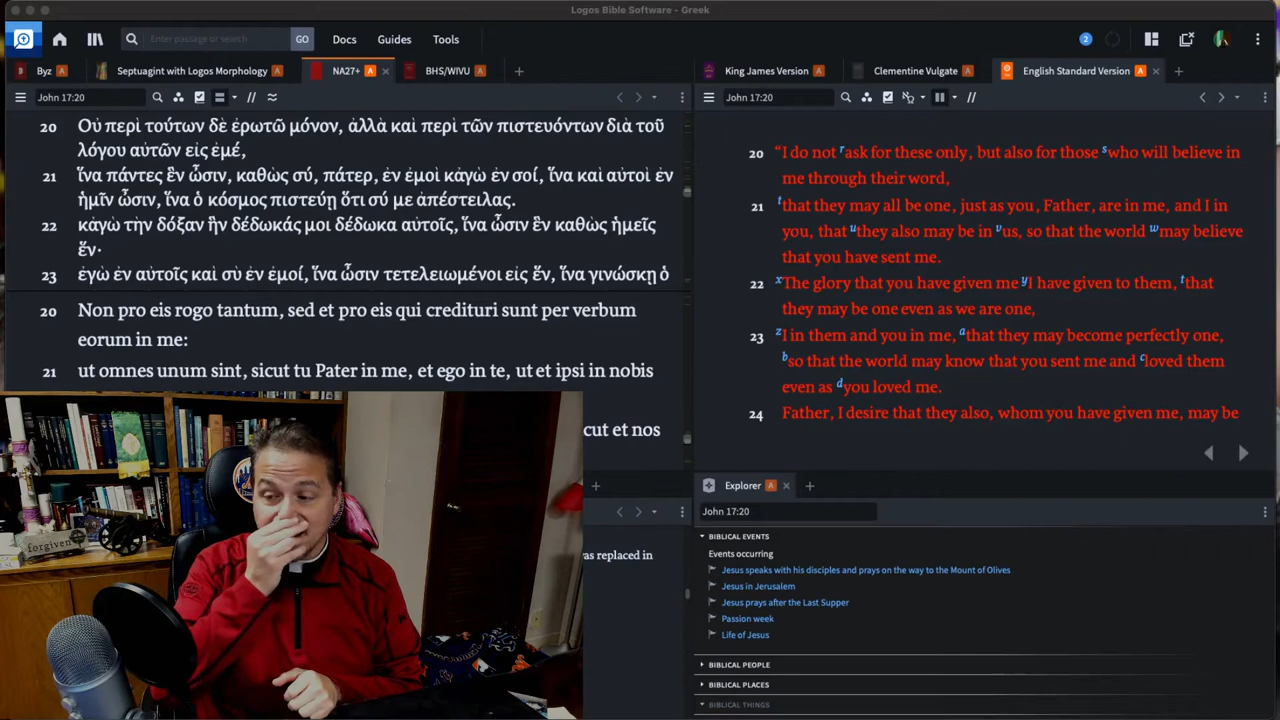 Logos Bible Software - Greek
Enter passage or search
GO
Docs
Guides
Tools
2
Byz A
Septuagint with Logos Morphology A
NA27+ A
BHS/WIVU A
John 17:20
20 Οὐ περὶ τούτων δὲ ἐρωτῶ μόνον, ἀλλὰ καὶ περὶ τῶν πιστευόντων διὰ τοῦ
λόγου αὐτῶν εἰς ἐμέ,
21 ἵνα πάντες ἓν ὦσιν, καθὼς σύ, πάτερ, ἐν ἐμοὶ κἀγὼ ἐν σοί, ἵνα καὶ αὐτοὶ ἐν
ἡμῖν ὦσιν, ἵνα ὁ κόσμος πιστεύῃ ὅτι σύ με ἀπέστειλας.
22 κἀγὼ τὴν δόξαν ἣν δέδωκάς μοι δέδωκα αὐτοῖς, ἵνα ὦσιν ἓν καθὼς ἡμεῖς
ἕν·
23 ἐγὼ ἐν αὐτοῖς καὶ σὺ ἐν ἐμοί, ἵνα ὦσιν τετελειωμένοι εἰς ἕν, ἵνα γινώσκῃ ὁ
20 Non pro eis rogo tantum, sed et pro eis qui credituri sunt per verbum
eorum in me:
21 ut omnes unum sint, sicut tu Pater in me, et ego in te, ut et ipsi in nobis
cut et nos
as replaced in
forgiven
King James Version A
Clementine Vulgate A
English Standard Version A
John 17:20
20 “I do not r ask for these only, but also for those s who will believe in
me through their word,
21 t that they may all be one, just as you, Father, are in me, and I in
you, that u they also may be in v us, so that the world w may believe
that you have sent me.
22 x The glory that you have given me y I have given to them, t that
they may be one even as we are one,
23 z I in them and you in me, a that they may become perfectly one,
b so that the world may know that you sent me and c loved them
even as d you loved me.
24 Father, I desire that they also, whom you have given me, may be
Explorer A
John 17:20
BIBLICAL EVENTS
Events occurring
Jesus speaks with his disciples and prays on the way to the Mount of Olives
Jesus in Jerusalem
Jesus prays after the Last Supper
Passion week
Life of Jesus
BIBLICAL PEOPLE
BIBLICAL PLACES
BIBLICAL THINGS